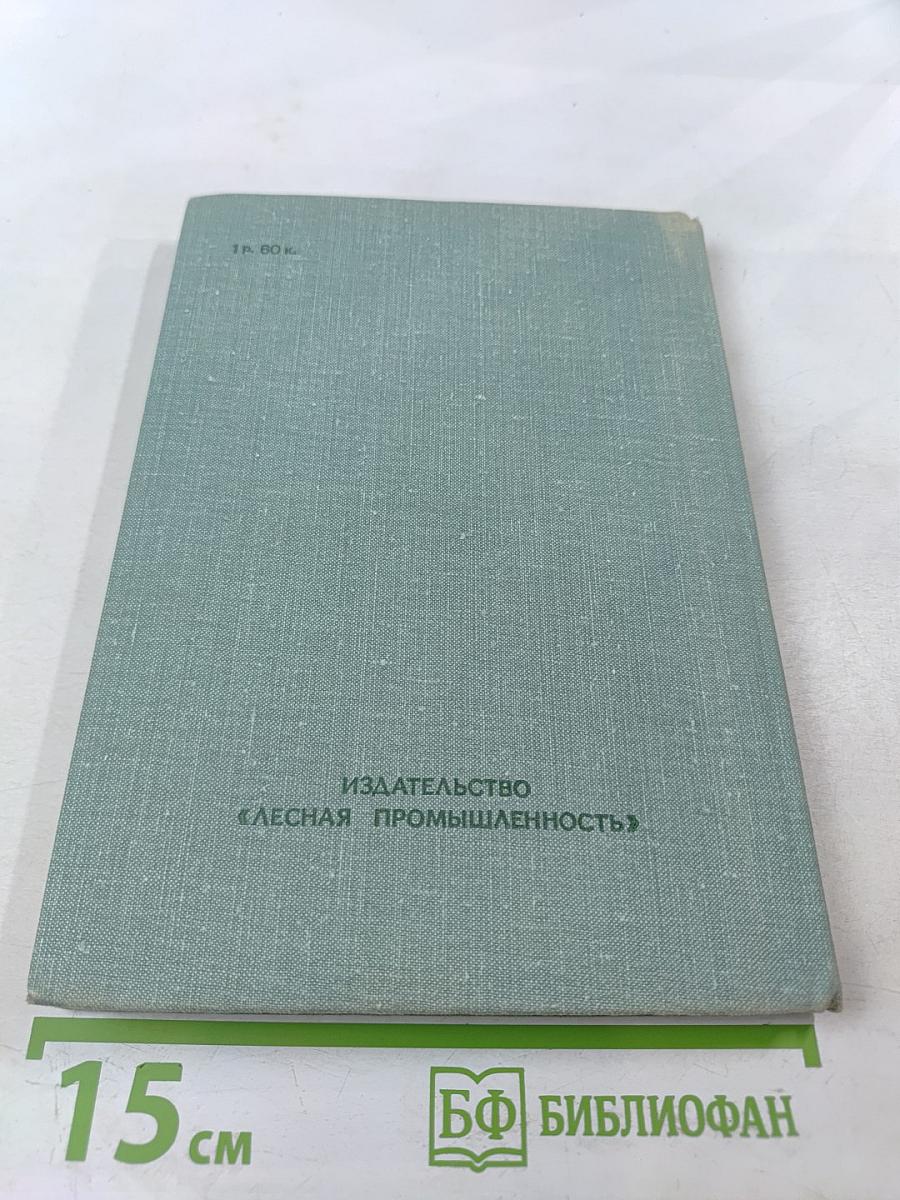 1 р. 60 к.
ИЗДАТЕЛЬСТВО
«ЛЕСНАЯ ПРОМЫШЛЕННОСТЬ»
15 см
БФ БИБЛИОФАН